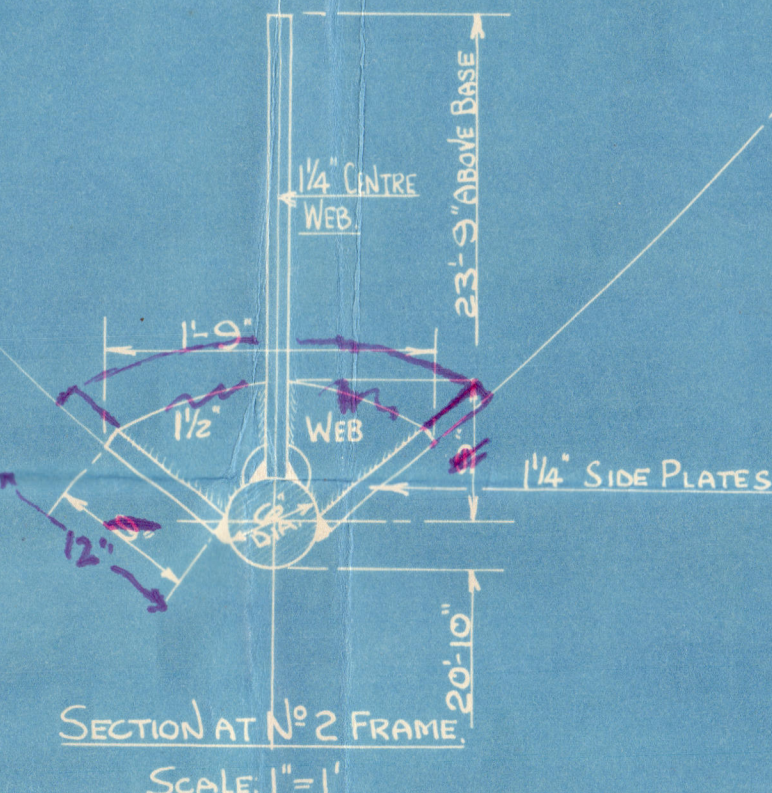 23'-9" ABOVE BASE
1¼" CENTRE
WEB.
1'-9"
1½" WEB
1¼" SIDE PLATES
6"
DIA.
12"
20'-10"
SECTION AT Nº 2 FRAME.
SCALE: 1"=1'